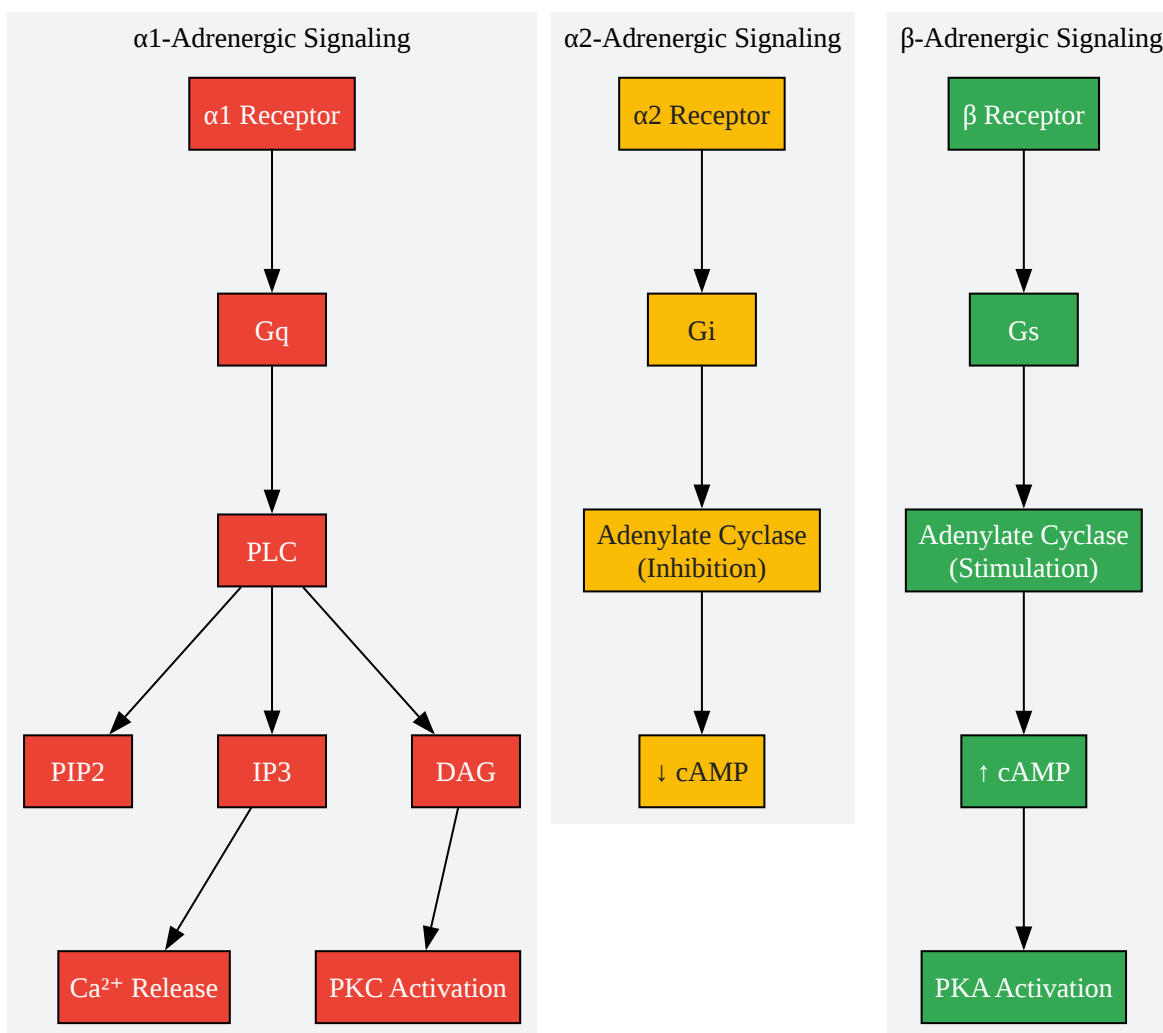 α1-Adrenergic Signaling
α1 Receptor
Gq
PLC
PIP2
IP3
DAG
Ca²⁺ Release
PKC Activation
α2-Adrenergic Signaling
α2 Receptor
Gi
Adenylate Cyclase
(Inhibition)
↓ cAMP
β-Adrenergic Signaling
β Receptor
Gs
Adenylate Cyclase
(Stimulation)
↑ cAMP
PKA Activation